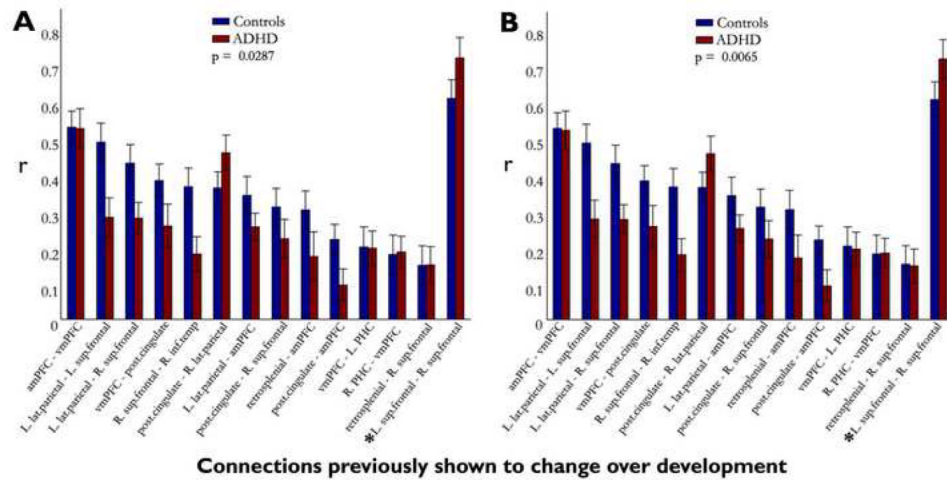 A
Controls
ADHD
p = 0.0287
r
0.8
0.7
0.6
0.5
0.4
0.3
0.2
0.1
0
amPFC - vmPFC
L. lat.parietal - L. sup.frontal
L. lat.parietal - R. sup.frontal
vmPFC - post.cingulate
R. sup.frontal - R. inf.temp
post.cingulate - R. lat.parietal
L. lat.parietal - amPFC
post.cingulate - R. sup.frontal
retrosplenial - amPFC
post.cingulate - amPFC
vmPFC - L. PHC
R. PHC - vmPFC
retrosplenial - R. sup.frontal
*L. sup.frontal - R. sup.frontal
B
Controls
ADHD
p = 0.0065
r
0.8
0.7
0.6
0.5
0.4
0.3
0.2
0.1
0
amPFC - vmPFC
L. lat.parietal - L. sup.frontal
L. lat.parietal - R. sup.frontal
vmPFC - post.cingulate
R. sup.frontal - R. inf.temp
post.cingulate - R. lat.parietal
L. lat.parietal - amPFC
post.cingulate - R. sup.frontal
retrosplenial - amPFC
post.cingulate - amPFC
vmPFC - L. PHC
R. PHC - vmPFC
retrosplenial - R. sup.frontal
*L. sup.frontal - R. sup.frontal
Connections previously shown to change over development